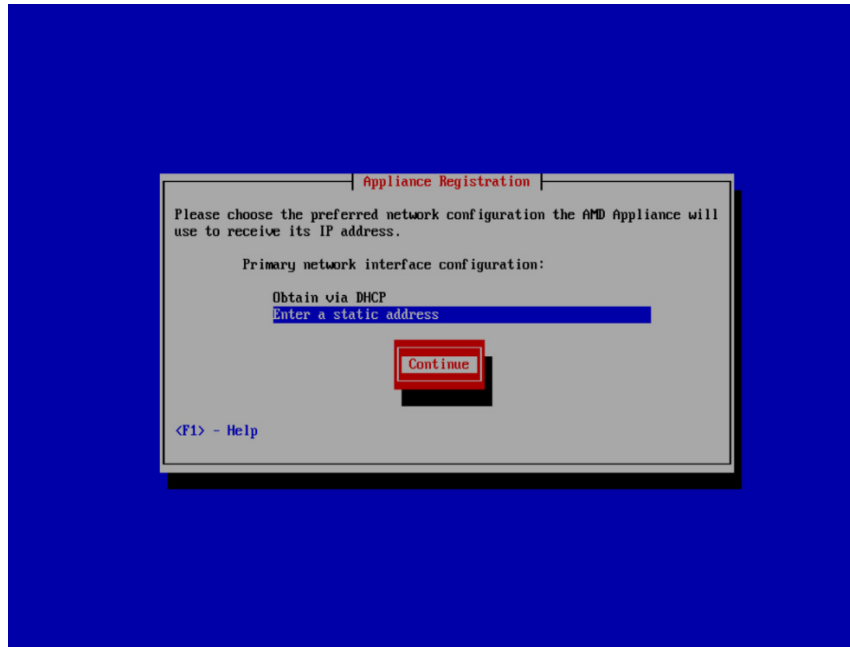 Appliance Registration
Please choose the preferred network configuration the AMD Appliance will
use to receive its IP address.
Primary network interface configuration:
Obtain via DHCP
Enter a static address
Continue
<F1> - Help